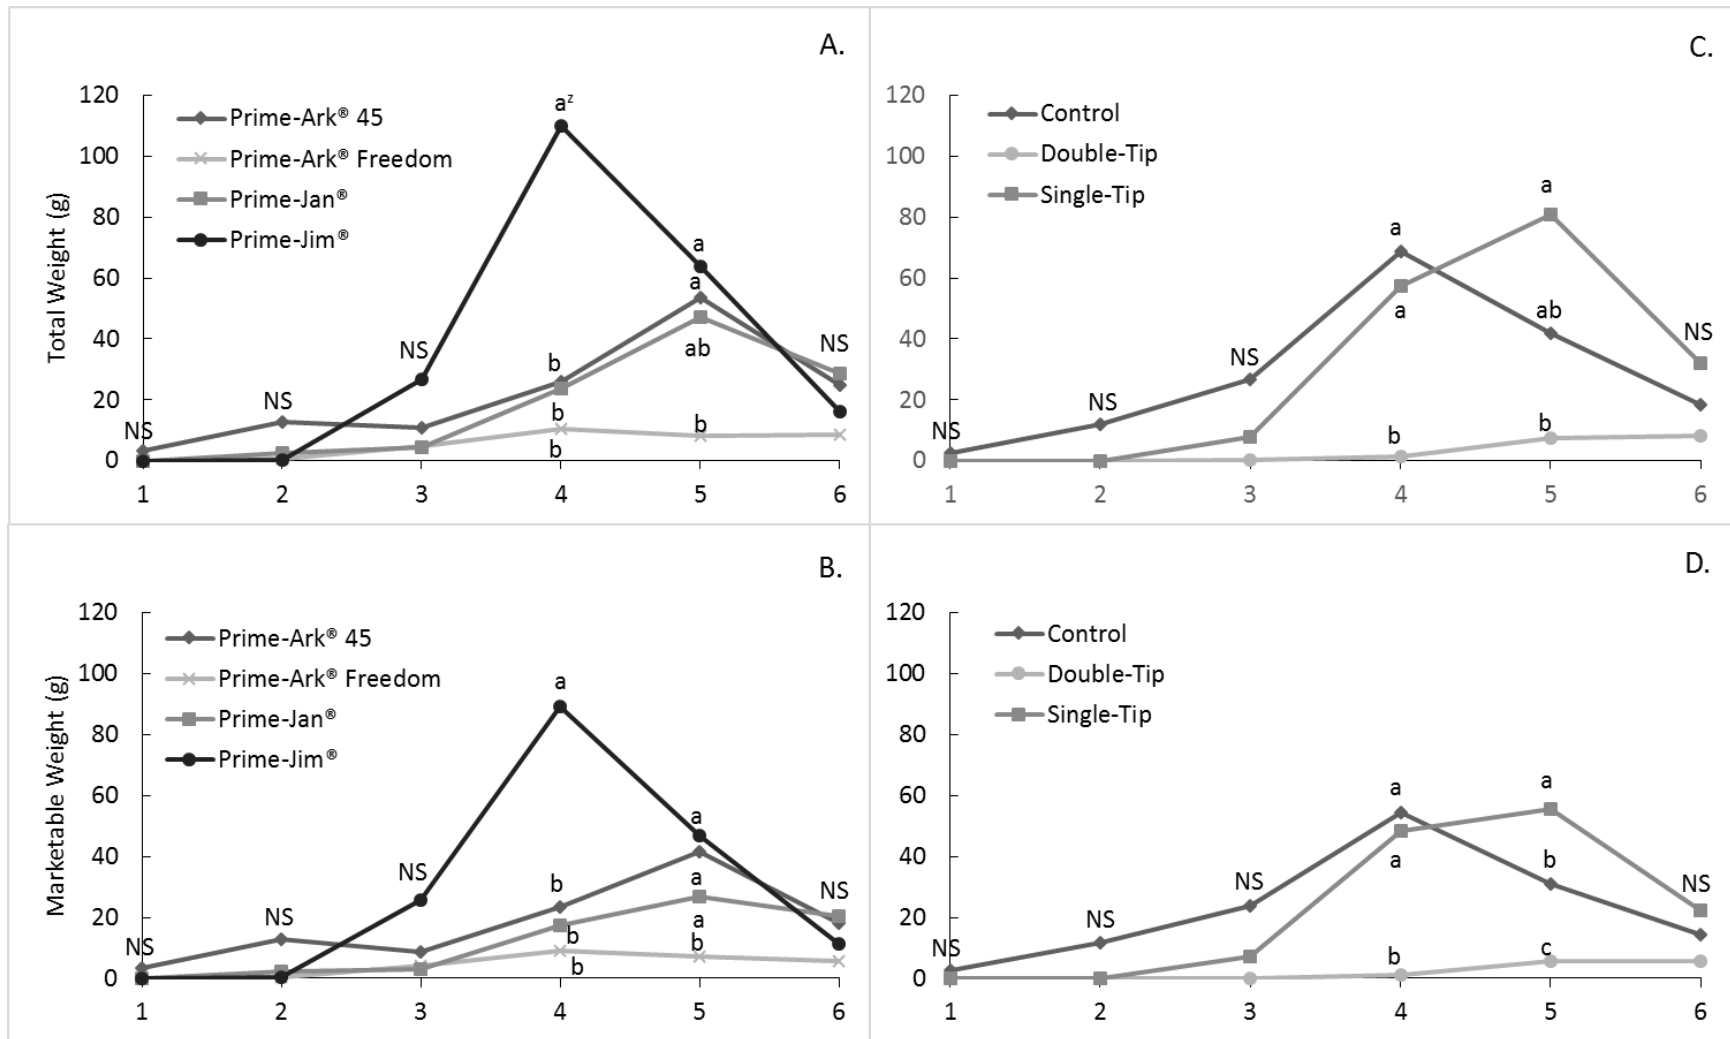 A.
120
100
80
60
40
20
0
Total Weight (g)
Prime-Ark® 45
Prime-Ark® Freedom
Prime-Jan®
Prime-Jim®
NS
NS
NS
aᶻ
b
b
b
a
a
ab
b
NS
1 2 3 4 5 6
C.
120
100
80
60
40
20
0
Control
Double-Tip
Single-Tip
NS
NS
NS
a
a
b
a
ab
b
NS
1 2 3 4 5 6
B.
120
100
80
60
40
20
0
Marketable Weight (g)
Prime-Ark® 45
Prime-Ark® Freedom
Prime-Jan®
Prime-Jim®
NS
NS
NS
a
b
b
b
a
a
a
b
NS
1 2 3 4 5 6
D.
120
100
80
60
40
20
0
Control
Double-Tip
Single-Tip
NS
NS
NS
a
a
b
a
b
c
NS
1 2 3 4 5 6